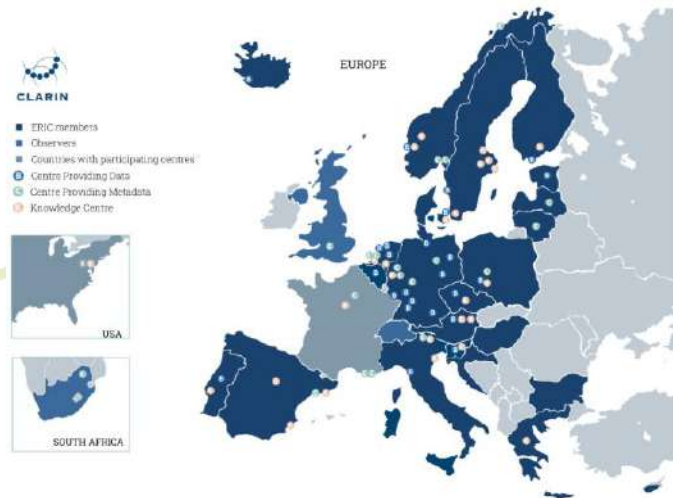 EUROPE
CLARIN
ERIC members
Observers
Countries with participating centres
B Centre Providing Data
C Centre Providing Metadata
K Knowledge Centre
USA
SOUTH AFRICA